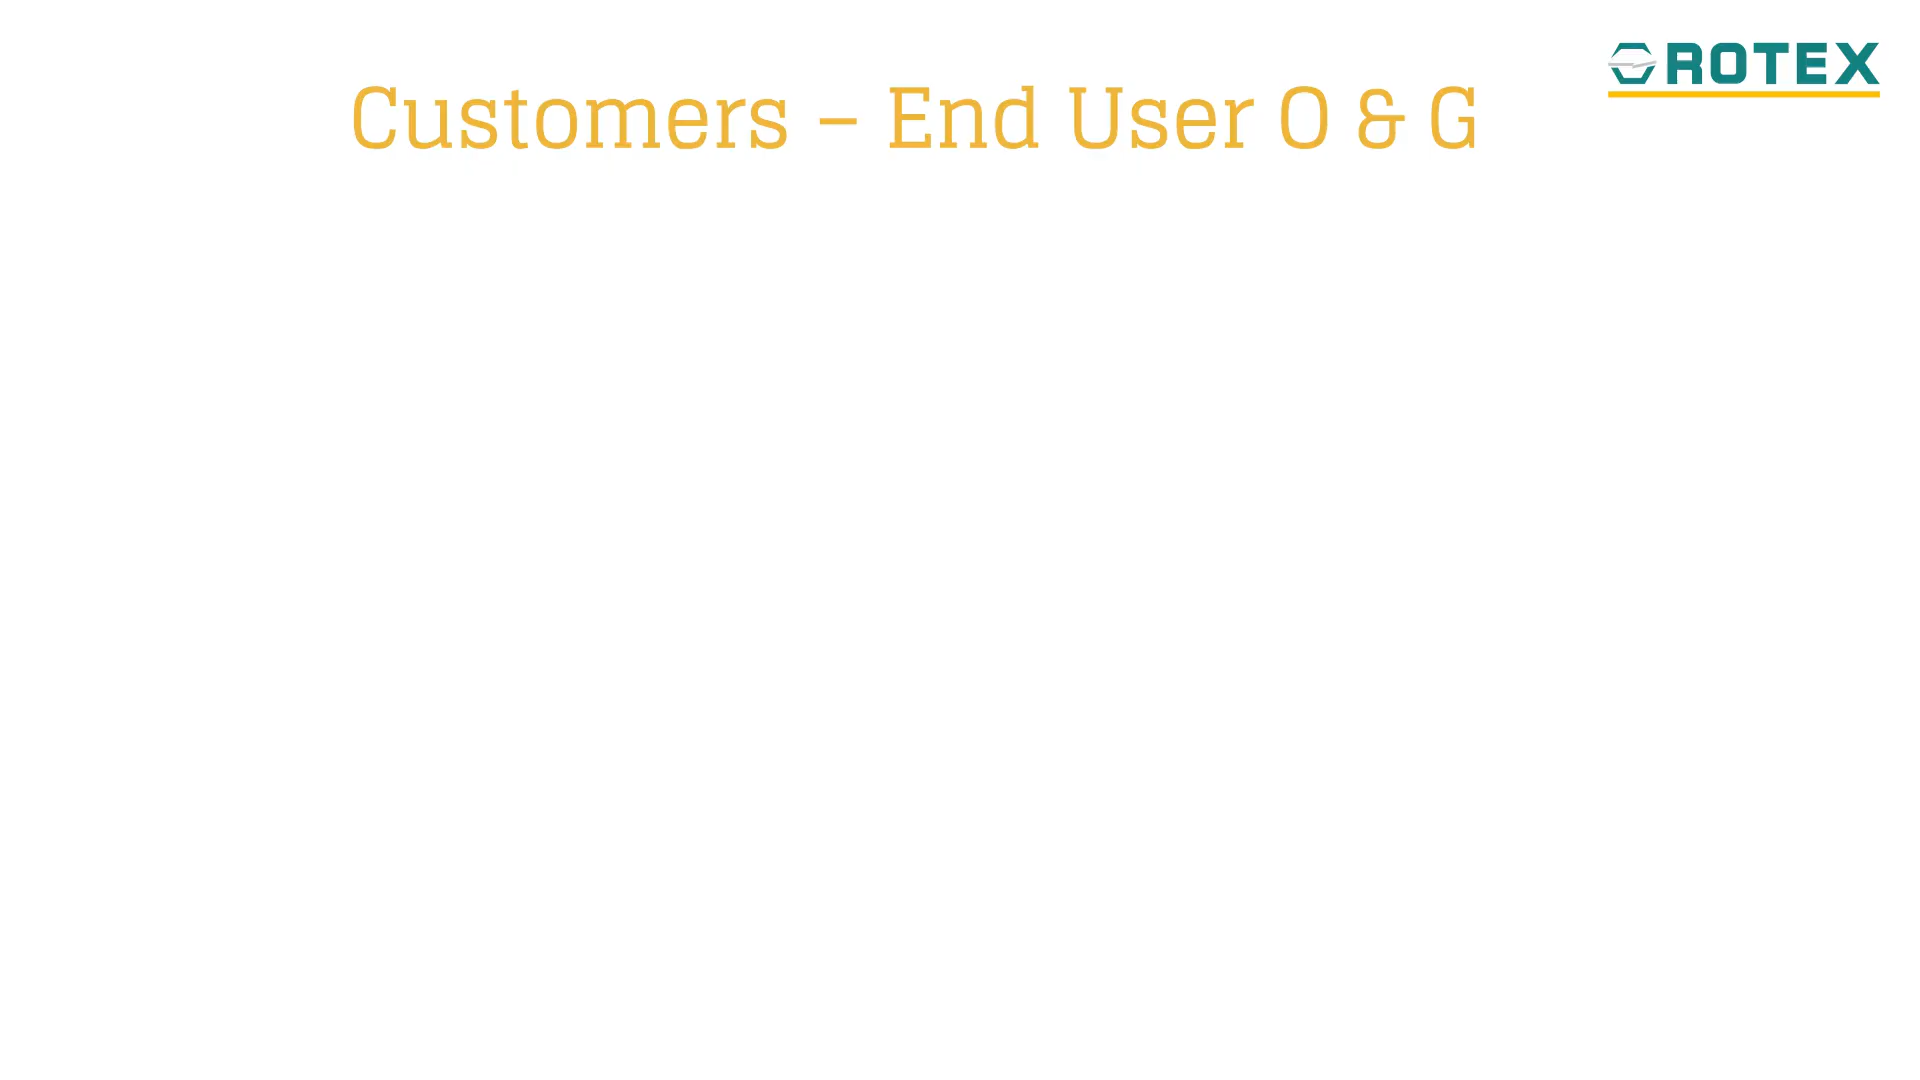 ROTEX
Customers – End User O & G